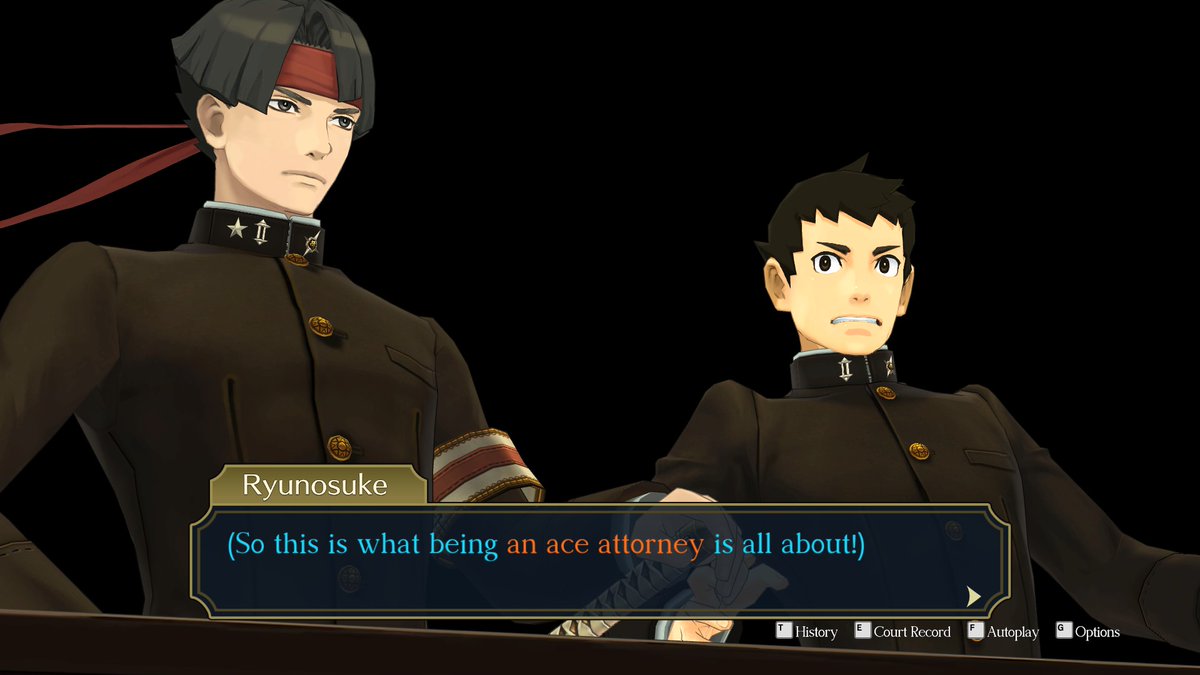 Ryunosuke
(So this is what being an ace attorney is all about!)
T History E Court Record F Autoplay G Options